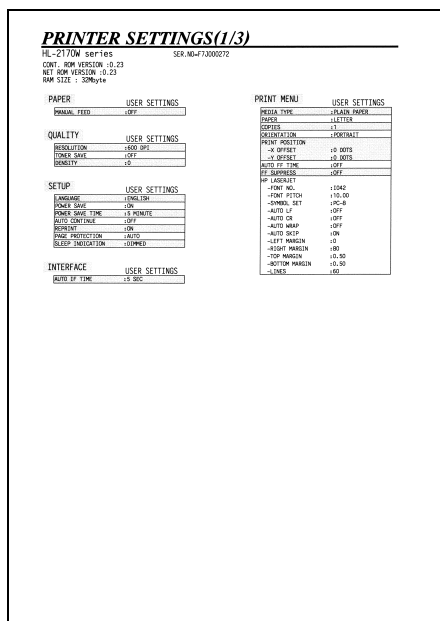 PRINTER SETTINGS(1/3)
HL-2170W series SER.NO=F7J000272
CONT. ROM VERSION :0.23
NET ROM VERSION :0.23
RAM SIZE : 32Mbyte
PAPER USER SETTINGS
MANUAL FEED :OFF
QUALITY USER SETTINGS
RESOLUTION :600 DPI
TONER SAVE :OFF
DENSITY :0
SETUP USER SETTINGS
LANGUAGE :ENGLISH
POWER SAVE :ON
POWER SAVE TIME :5 MINUTE
AUTO CONTINUE :OFF
REPRINT :ON
PAGE PROTECTION :AUTO
SLEEP INDICATION :DIMMED
INTERFACE USER SETTINGS
AUTO IF TIME :5 SEC
PRINT MENU USER SETTINGS
MEDIA TYPE :PLAIN PAPER
PAPER :LETTER
COPIES :1
ORIENTATION :PORTRAIT
PRINT POSITION
-X OFFSET :0 DOTS
-Y OFFSET :0 DOTS
AUTO FF TIME :OFF
FF SUPPRESS :OFF
HP LASERJET
-FONT NO. :I042
-FONT PITCH :10.00
-SYMBOL SET :PC-8
-AUTO LF :OFF
-AUTO CR :OFF
-AUTO WRAP :OFF
-AUTO SKIP :ON
-LEFT MARGIN :0
-RIGHT MARGIN :80
-TOP MARGIN :0.50
-BOTTOM MARGIN :0.50
-LINES :60